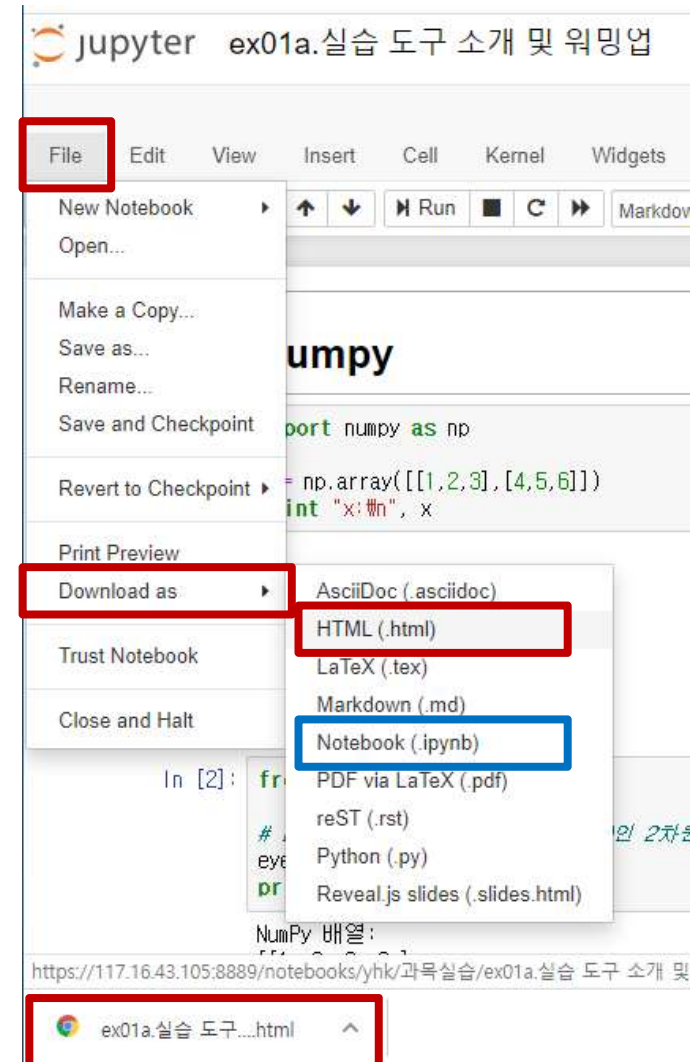 jupyter ex01a.실습 도구 소개 및 워밍업
File Edit View Insert Cell Kernel Widgets
New Notebook
Run
Markdow
Open...
Make a Copy...
Save as...
Rename...
Save and Checkpoint
Revert to Checkpoint
Print Preview
Download as
Trust Notebook
Close and Halt
umpy
port numpy as np
= np.array([[1,2,3],[4,5,6]])
int "x:₩n", x
AsciiDoc (.asciidoc)
HTML (.html)
LaTeX (.tex)
Markdown (.md)
Notebook (.ipynb)
PDF via LaTeX (.pdf)
reST (.rst)
Python (.py)
Reveal.js slides (.slides.html)
In [2]: fr
#
인 2차원
eye
pr
NumPy 배열:
https://117.16.43.105:8889/notebooks/yhk/과목실습/ex01a.실습 도구 소개 및
ex01a.실습 도구....html